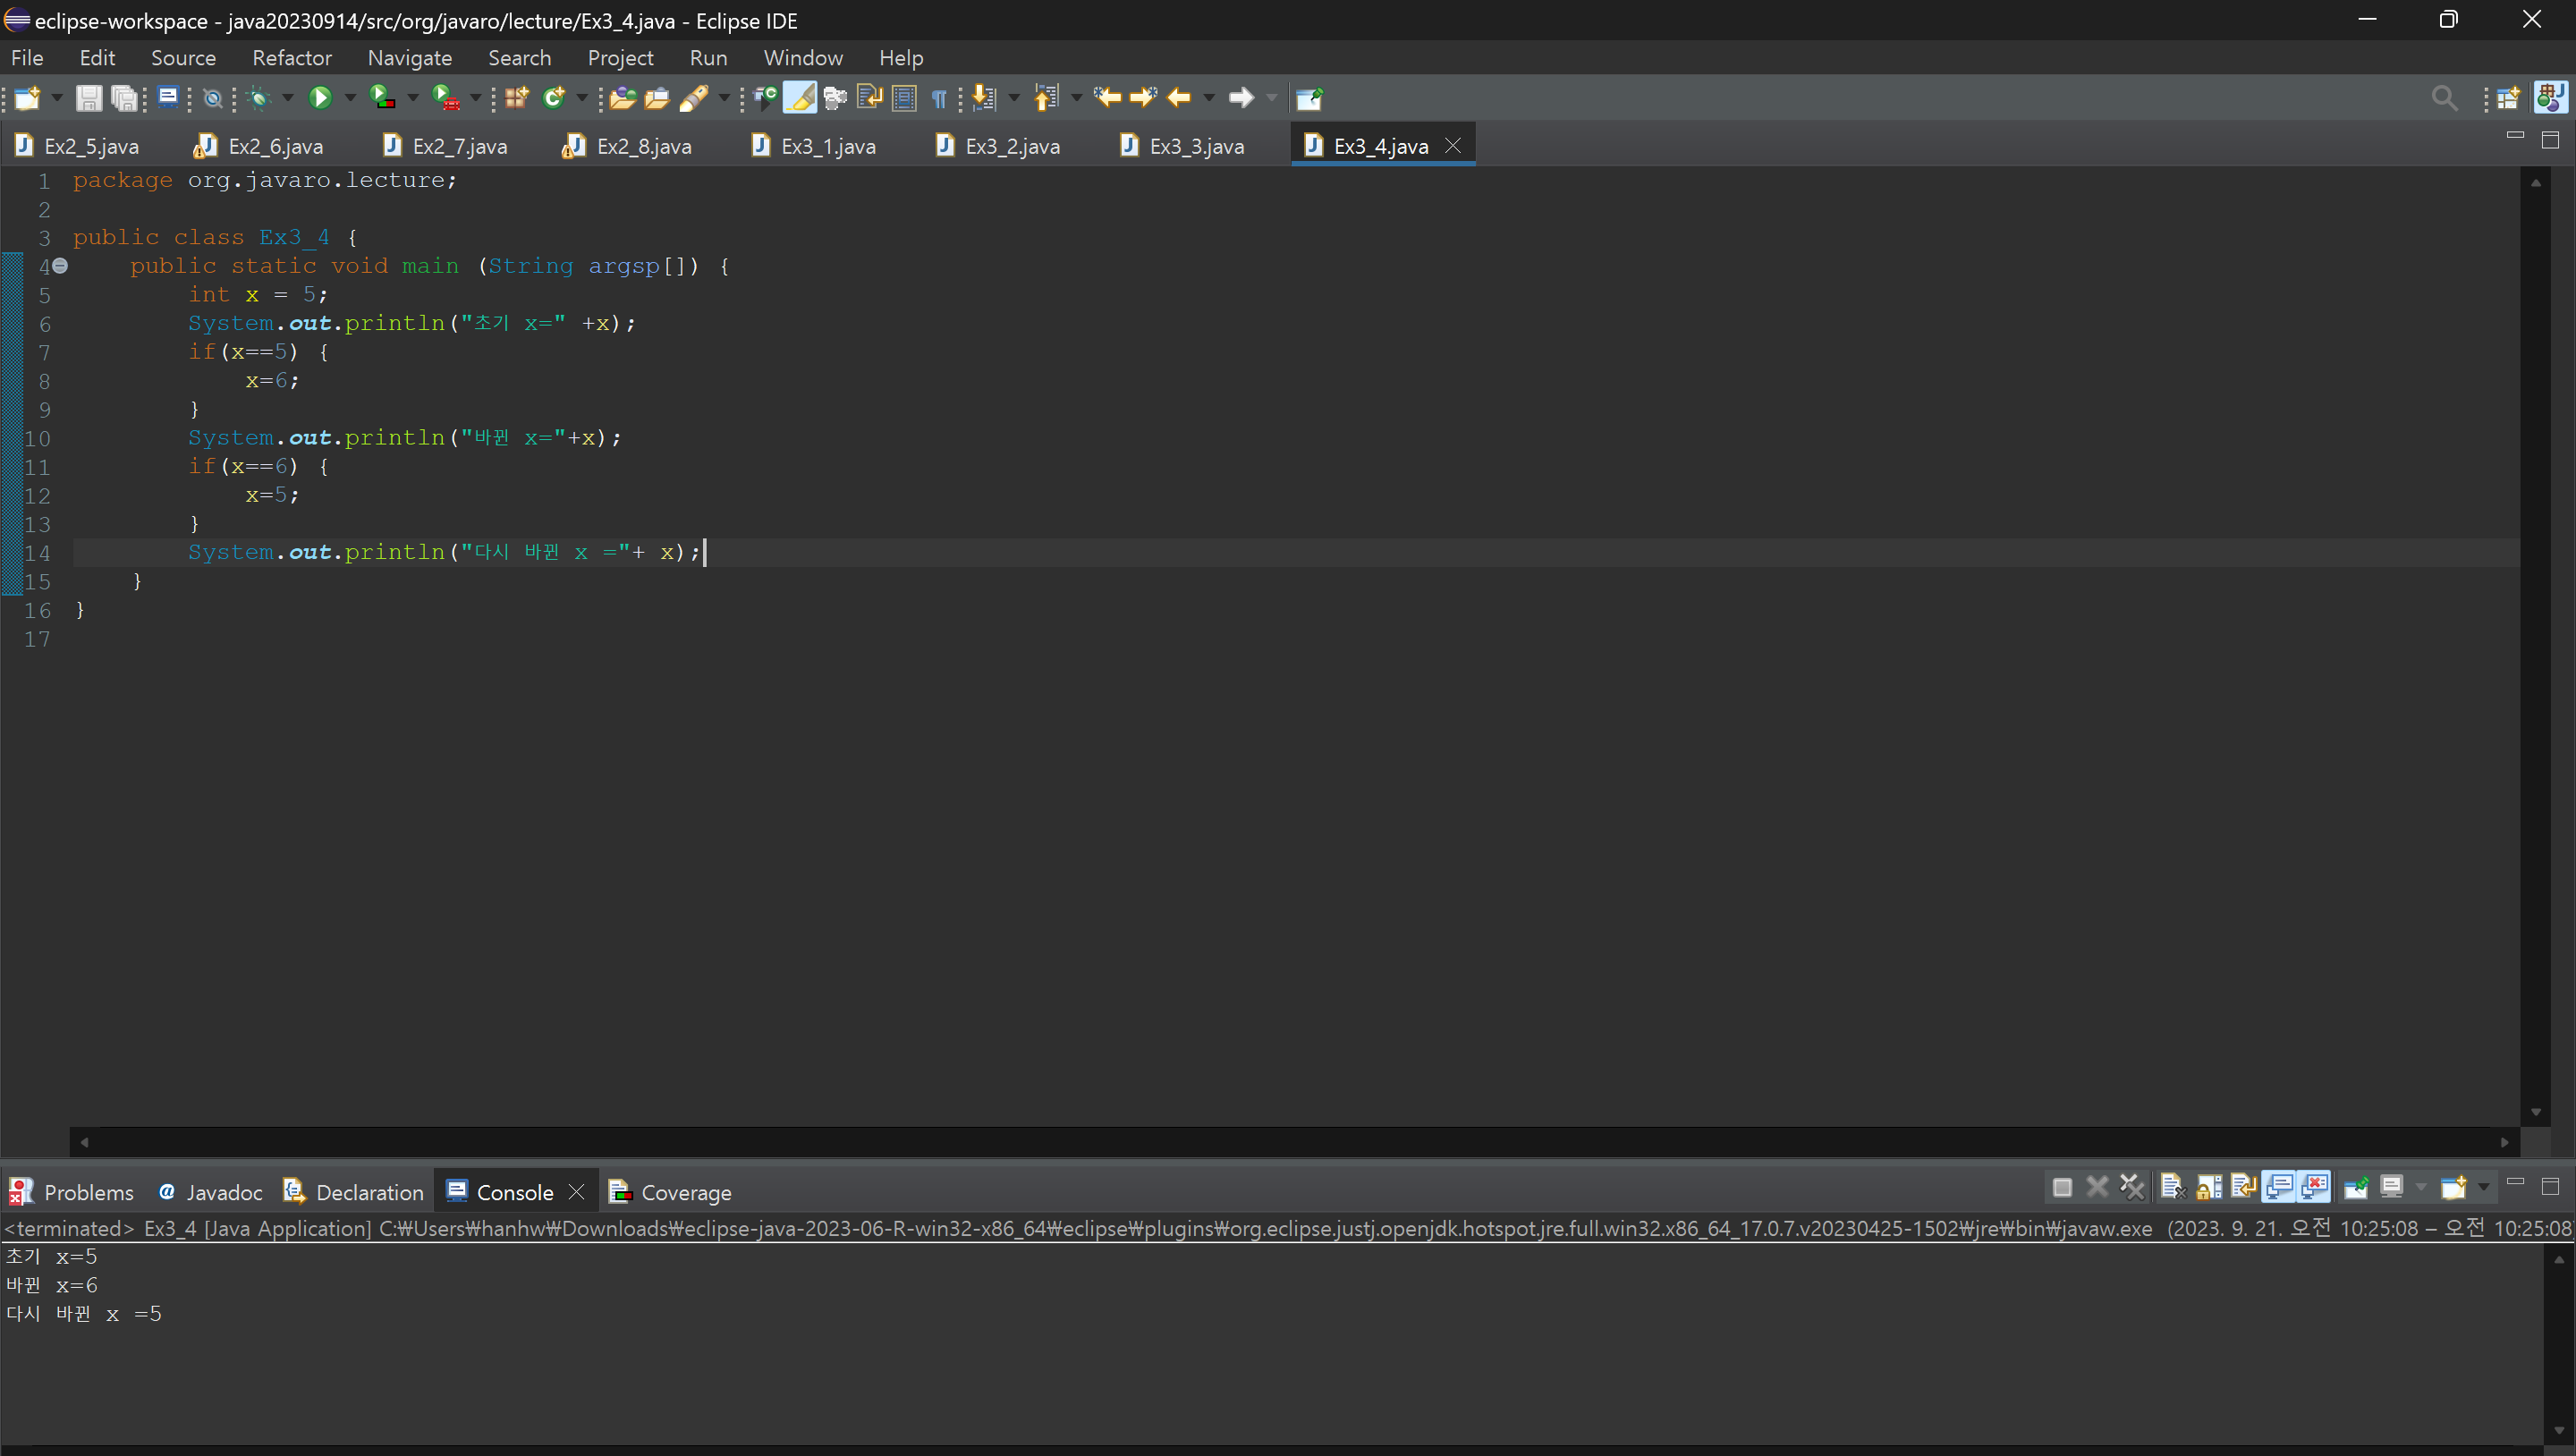 eclipse-workspace - java20230914/src/org/javaro/lecture/Ex3_4.java - Eclipse IDE
File Edit Source Refactor Navigate Search Project Run Window Help
Ex2_5.java Ex2_6.java Ex2_7.java Ex2_8.java Ex3_1.java Ex3_2.java Ex3_3.java Ex3_4.java
1 package org.javaro.lecture;
2
3 public class Ex3_4 {
4 public static void main (String argsp[]) {
5 int x = 5;
6 System.out.println("초기 x=" +x);
7 if(x==5) {
8 x=6;
9 }
10 System.out.println("바뀐 x="+x);
11 if(x==6) {
12 x=5;
13 }
14 System.out.println("다시 바뀐 x ="+ x);
15 }
16 }
17
Problems @ Javadoc Declaration Console Coverage
<terminated> Ex3_4 [Java Application] C:₩Users₩hanhw₩Downloads₩eclipse-java-2023-06-R-win32-x86_64₩eclipse₩plugins₩org.eclipse.justj.openjdk.hotspot.jre.full.win32.x86_64_17.0.7.v20230425-1502₩jre₩bin₩javaw.exe (2023. 9. 21. 오전 10:25:08 – 오전 10:25:08
초기 x=5
바뀐 x=6
다시 바뀐 x =5